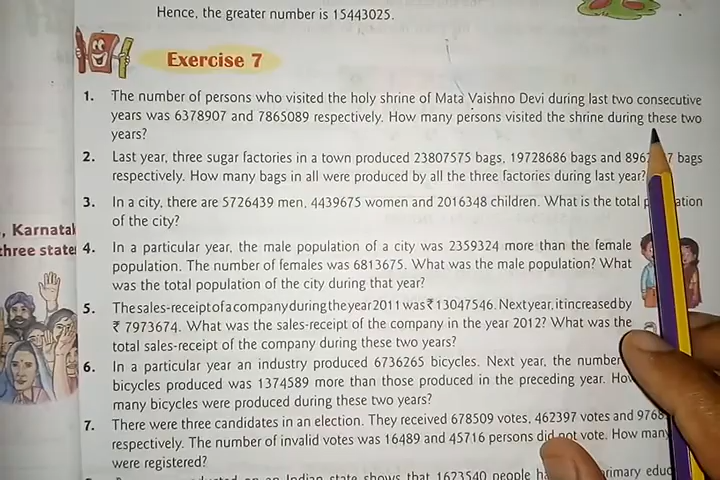 Hence, the greater number is 15443025.
Exercise 7
1. The number of persons who visited the holy shrine of Mata Vaishno Devi during last two consecutive
years was 6378907 and 7865089 respectively. How many persons visited the shrine during these two
years?
2. Last year, three sugar factories in a town produced 23807575 bags, 19728686 bags and bags
respectively. How many bags in all were produced by all the three factories during last year?
3. In a city, there are 5726439 men, 4439675 women and 2016348 children. What is the total
of the city?
4. In a particular year, the male population of a city was 2359324 more than the female
population. The number of females was 6813675. What was the male population? What
was the total population of the city during that year?
5. The sales-receipt of a company during the year 2011 was ₹ 13047546. Next year, it increased by
₹ 7973674. What was the sales-receipt of the company in the year 2012? What was the
total sales-receipt of the company during these two years?
6. In a particular year an industry produced 6736265 bicycles. Next year, the number
bicycles produced was 1374589 more than those produced in the preceding year. How
many bicycles were produced during these two years?
7. There were three candidates in an election. They received 678509 votes, 462397 votes and
respectively. The number of invalid votes was 16489 and 45716 persons did not vote. How many
were registered?
an Indian state shows that 1623540 people
, Karnatak
three state